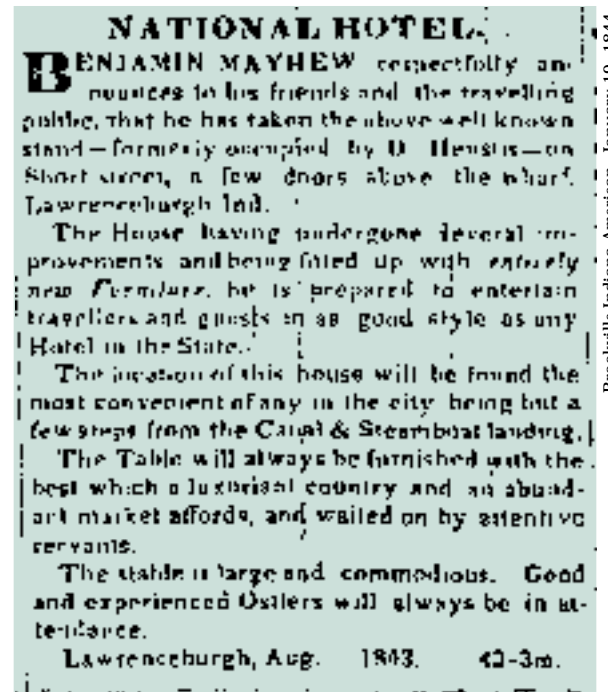 NATIONAL HOTEL.
BENJAMIN MAYHEW respectfully an-
nounces to his friends and the travelling
public, that he has taken the above well known
stand—formerly occupied by D.—on
Short street, a few doors above the wharf,
Lawrenceburgh Ind.
The House having undergone several im-
provements and being fitted up with entirely
new Furniture, he is prepared to entertain
travellers and guests in as good style as any
Hotel in the State.
The location of this house will be found the
most convenient of any in the city being but a
few steps from the Canal & Steamboat landing.
The Table will always be furnished with the
best which a luxuriant country and an abund-
ant market affords, and waited on by attentive
servants.
The stable is large and commodious. Good
and experienced Ostlers will always be in at-
tendance.
Lawrenceburgh, Aug. 1843. 42-3m.
Brookville Indiana American - January 19, 1844